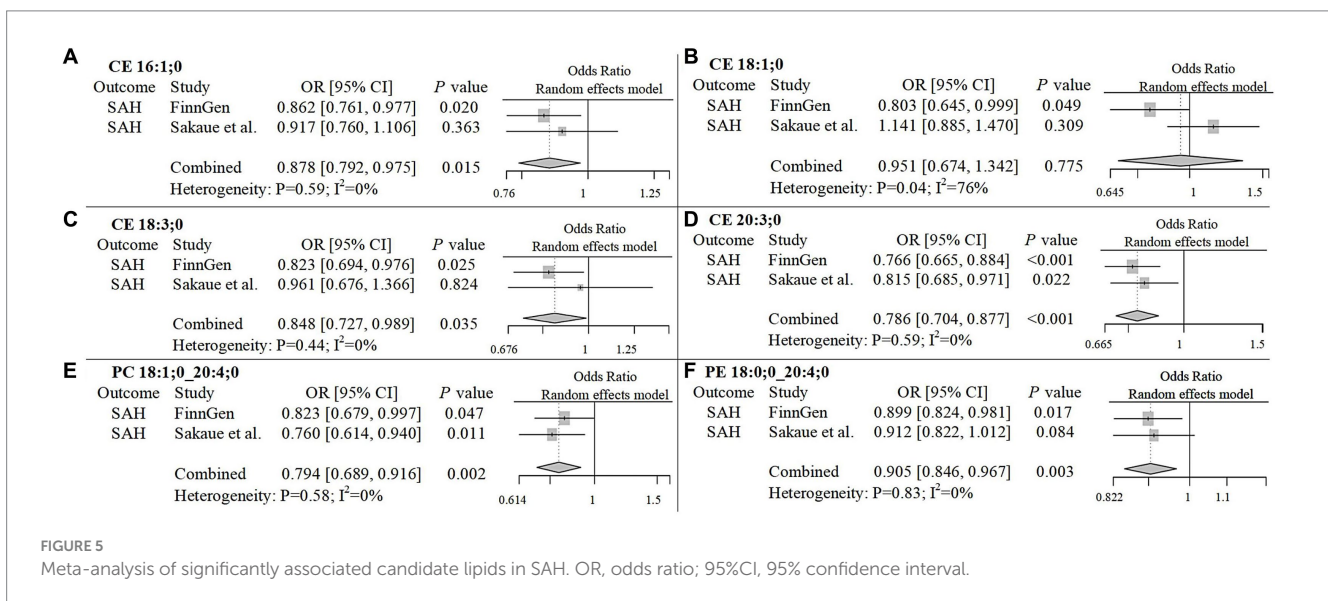 A
CE 16:1;0
Outcome Study OR [95% CI] P value
SAH FinnGen 0.862 [0.761, 0.977] 0.020
SAH Sakaue et al. 0.917 [0.760, 1.106] 0.363
Combined 0.878 [0.792, 0.975] 0.015
Heterogeneity: P=0.59; I²=0%
Odds Ratio
Random effects model
0.76 1 1.25
B
CE 18:1;0
Outcome Study OR [95% CI] P value
SAH FinnGen 0.803 [0.645, 0.999] 0.049
SAH Sakaue et al. 1.141 [0.885, 1.470] 0.309
Combined 0.951 [0.674, 1.342] 0.775
Heterogeneity: P=0.04; I²=76%
Odds Ratio
Random effects model
0.645 1 1.5
C
CE 18:3;0
Outcome Study OR [95% CI] P value
SAH FinnGen 0.823 [0.694, 0.976] 0.025
SAH Sakaue et al. 0.961 [0.676, 1.366] 0.824
Combined 0.848 [0.727, 0.989] 0.035
Heterogeneity: P=0.44; I²=0%
Odds Ratio
Random effects model
0.676 1 1.25
D
CE 20:3;0
Outcome Study OR [95% CI] P value
SAH FinnGen 0.766 [0.665, 0.884] <0.001
SAH Sakaue et al. 0.815 [0.685, 0.971] 0.022
Combined 0.786 [0.704, 0.877] <0.001
Heterogeneity: P=0.59; I²=0%
Odds Ratio
Random effects model
0.665 1 1.5
E
PC 18:1;0_20:4;0
Outcome Study OR [95% CI] P value
SAH FinnGen 0.823 [0.679, 0.997] 0.047
SAH Sakaue et al. 0.760 [0.614, 0.940] 0.011
Combined 0.794 [0.689, 0.916] 0.002
Heterogeneity: P=0.58; I²=0%
Odds Ratio
Random effects model
0.614 1 1.5
F
PE 18:0;0_20:4;0
Outcome Study OR [95% CI] P value
SAH FinnGen 0.899 [0.824, 0.981] 0.017
SAH Sakaue et al. 0.912 [0.822, 1.012] 0.084
Combined 0.905 [0.846, 0.967] 0.003
Heterogeneity: P=0.83; I²=0%
Odds Ratio
Random effects model
0.822 1 1.1
FIGURE 5
Meta-analysis of significantly associated candidate lipids in SAH. OR, odds ratio; 95%CI, 95% confidence interval.